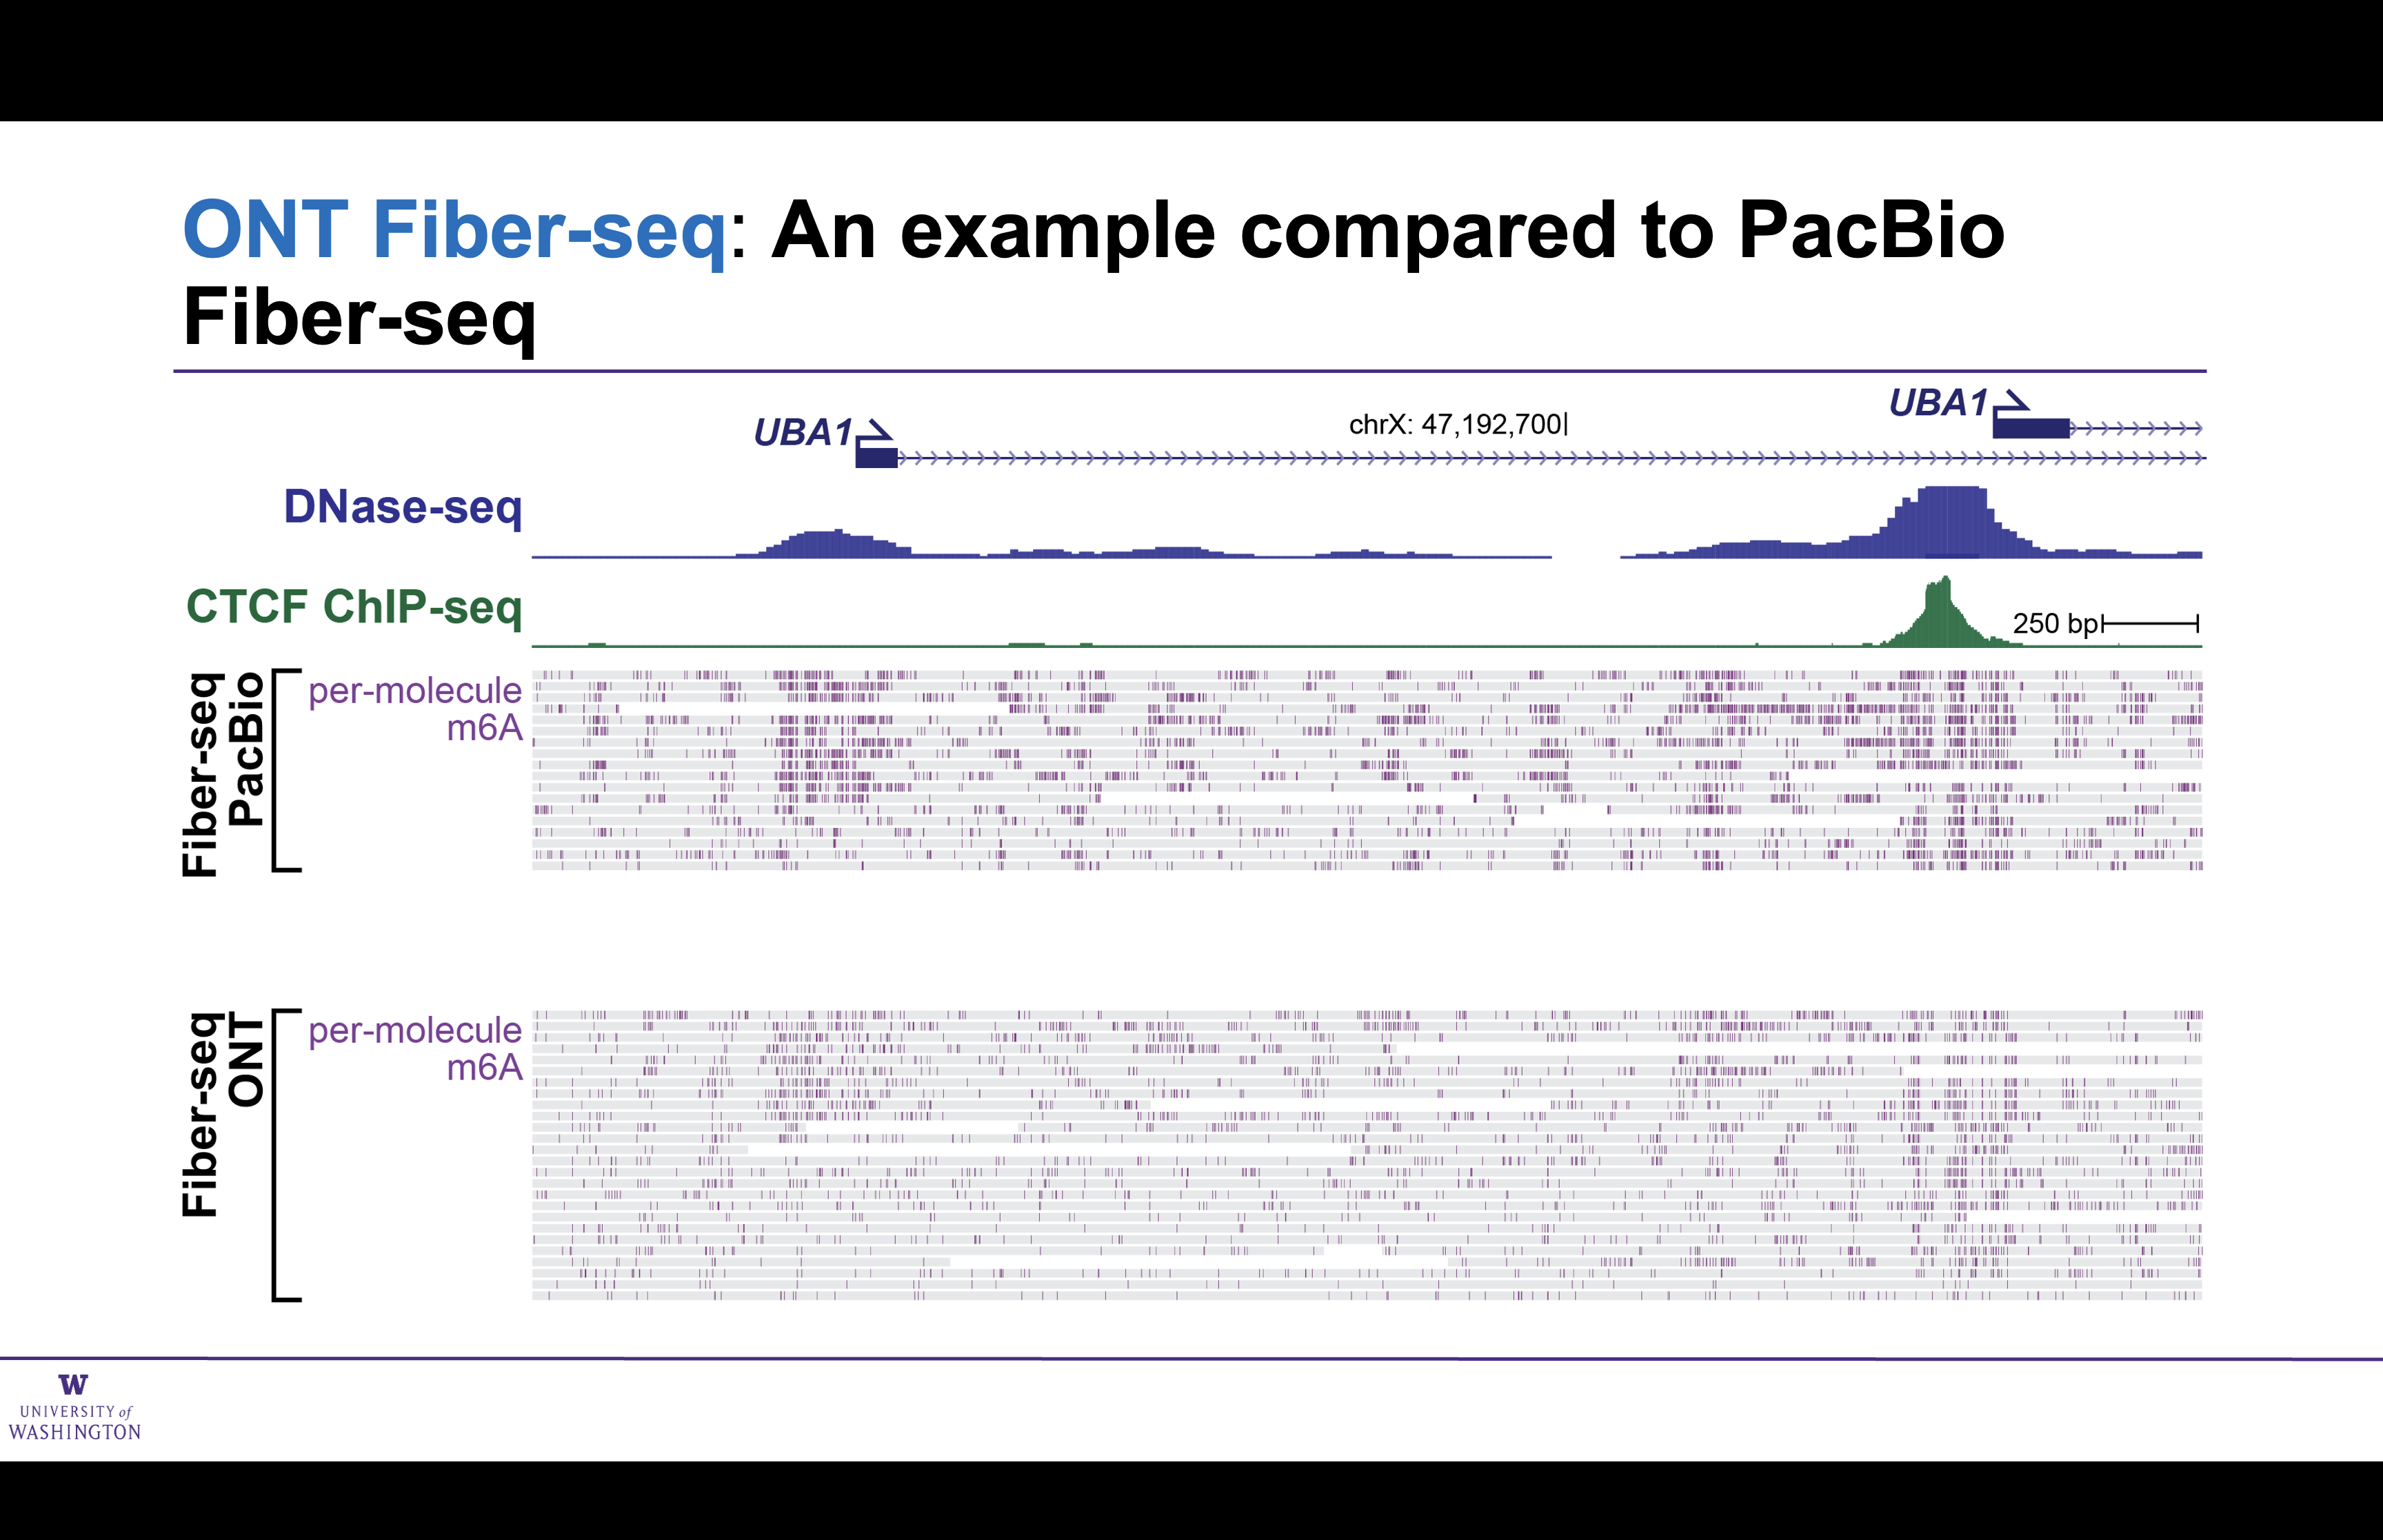 ONT Fiber-seq: An example compared to PacBio
Fiber-seq
UBA1
chrX: 47,192,700
UBA1
DNase-seq
CTCF ChIP-seq
250 bp
Fiber-seq
PacBio
per-molecule
m6A
Fiber-seq
ONT
per-molecule
m6A
W
UNIVERSITY of
WASHINGTON